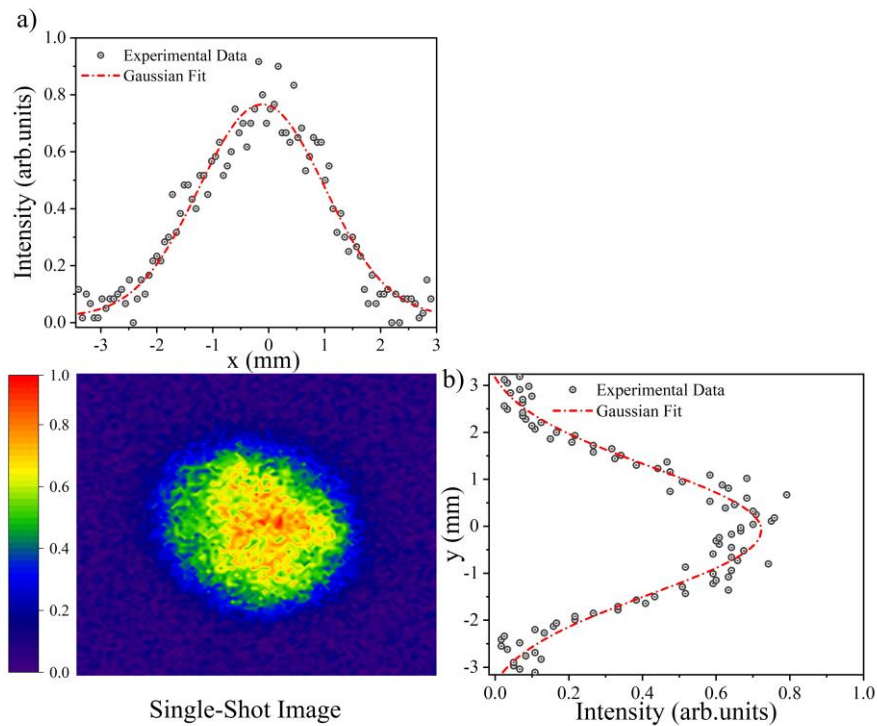 a)
1.0
0.8
0.6
0.4
0.2
0.0
Intensity (arb.units)
Experimental Data
Gaussian Fit
-3 -2 -1 0 1 2 3
x (mm)
1.0
0.8
0.6
0.4
0.2
0.0
Single-Shot Image
b)
3
2
1
0
-1
-2
-3
y (mm)
Experimental Data
Gaussian Fit
0.0 0.2 0.4 0.6 0.8 1.0
Intensity (arb.units)